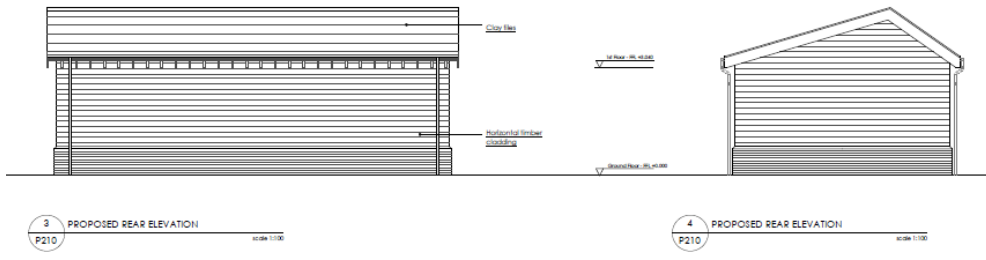 Clay tiles
1st Floor - FFL +3.080
Horizontal timber
cladding
Ground Floor - FFL ±0.000
3
P210
PROPOSED REAR ELEVATION
scale 1:100
4
P210
PROPOSED REAR ELEVATION
scale 1:100